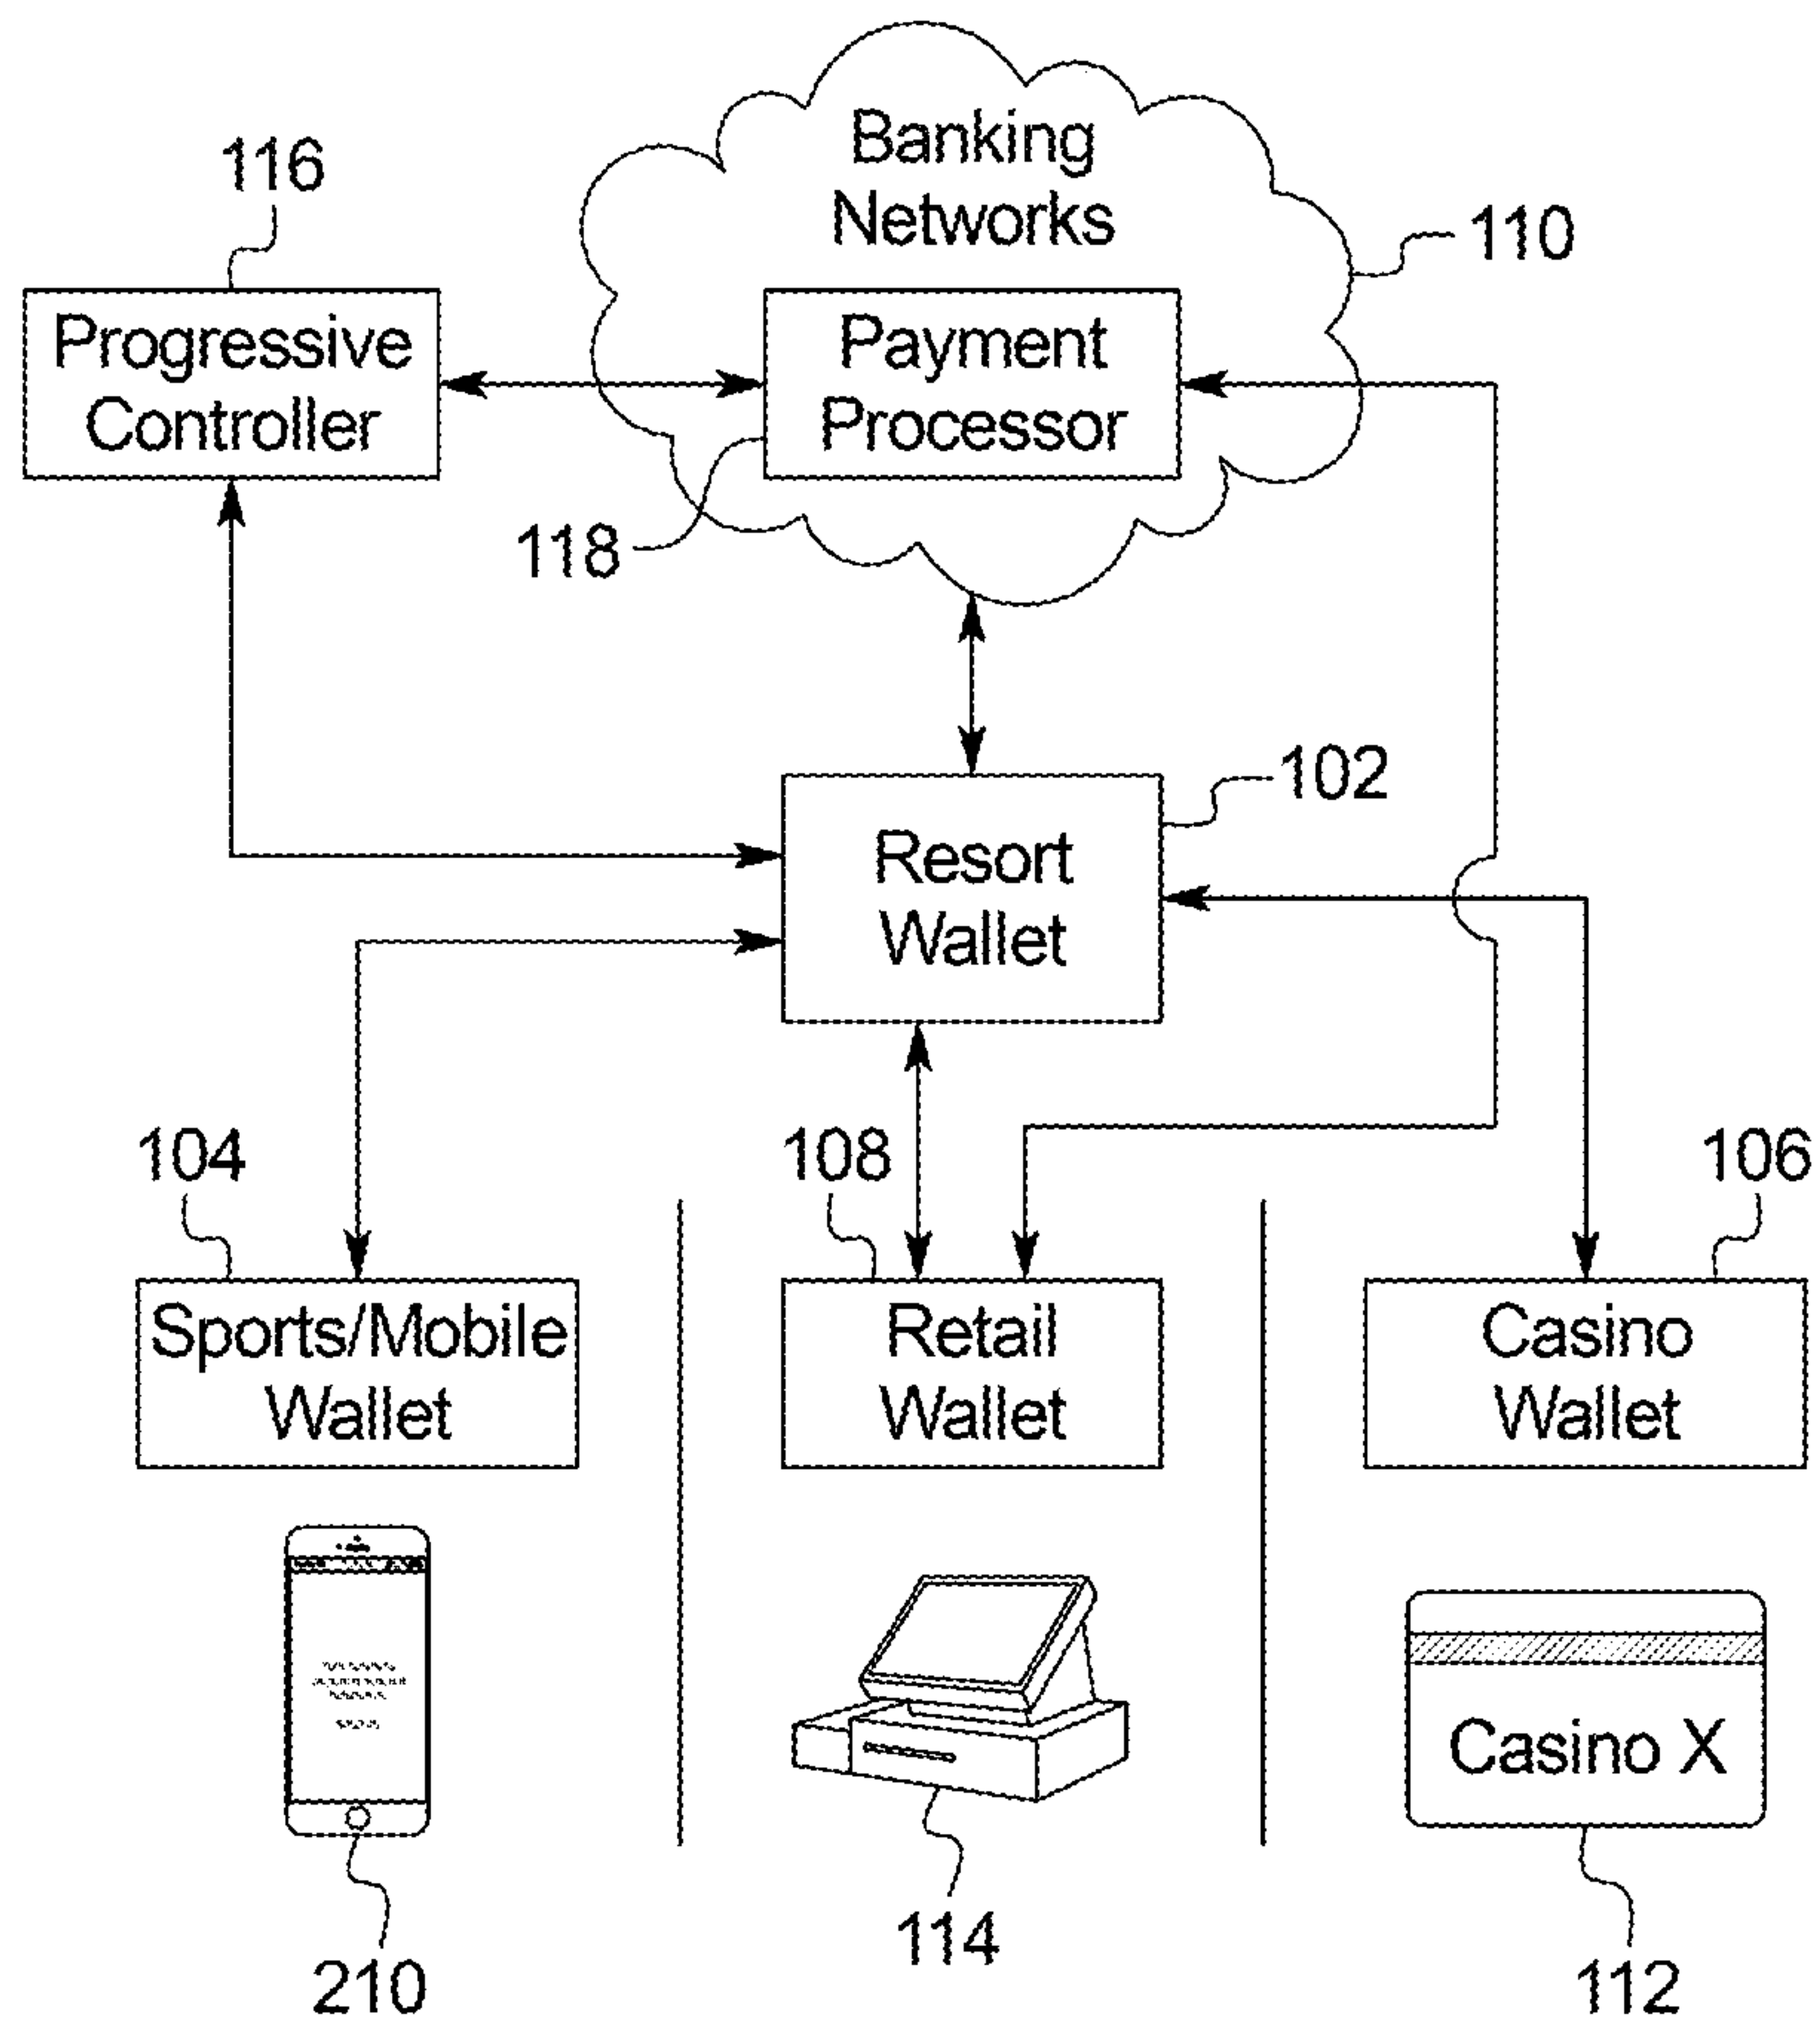 Banking
Networks
116
110
Progressive
Controller
Payment
Processor
118
102
Resort
Wallet
104
108
106
Sports/Mobile
Wallet
Retail
Wallet
Casino
Wallet
Casino X
114
210
112